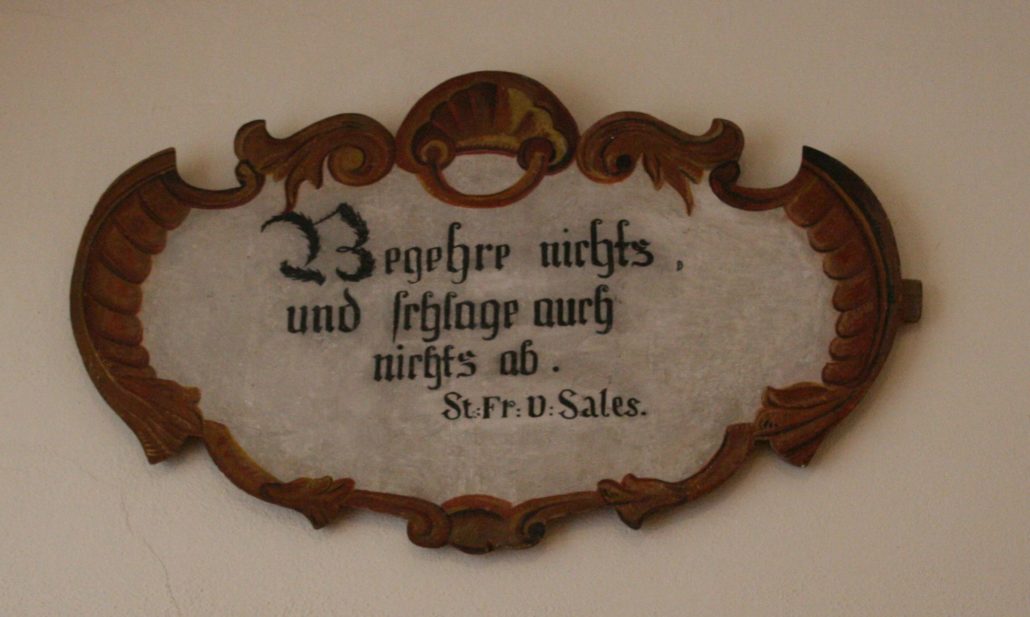 Begehre nichts,
und schlage auch
nichts ab.
St: Fr: V: Sales.